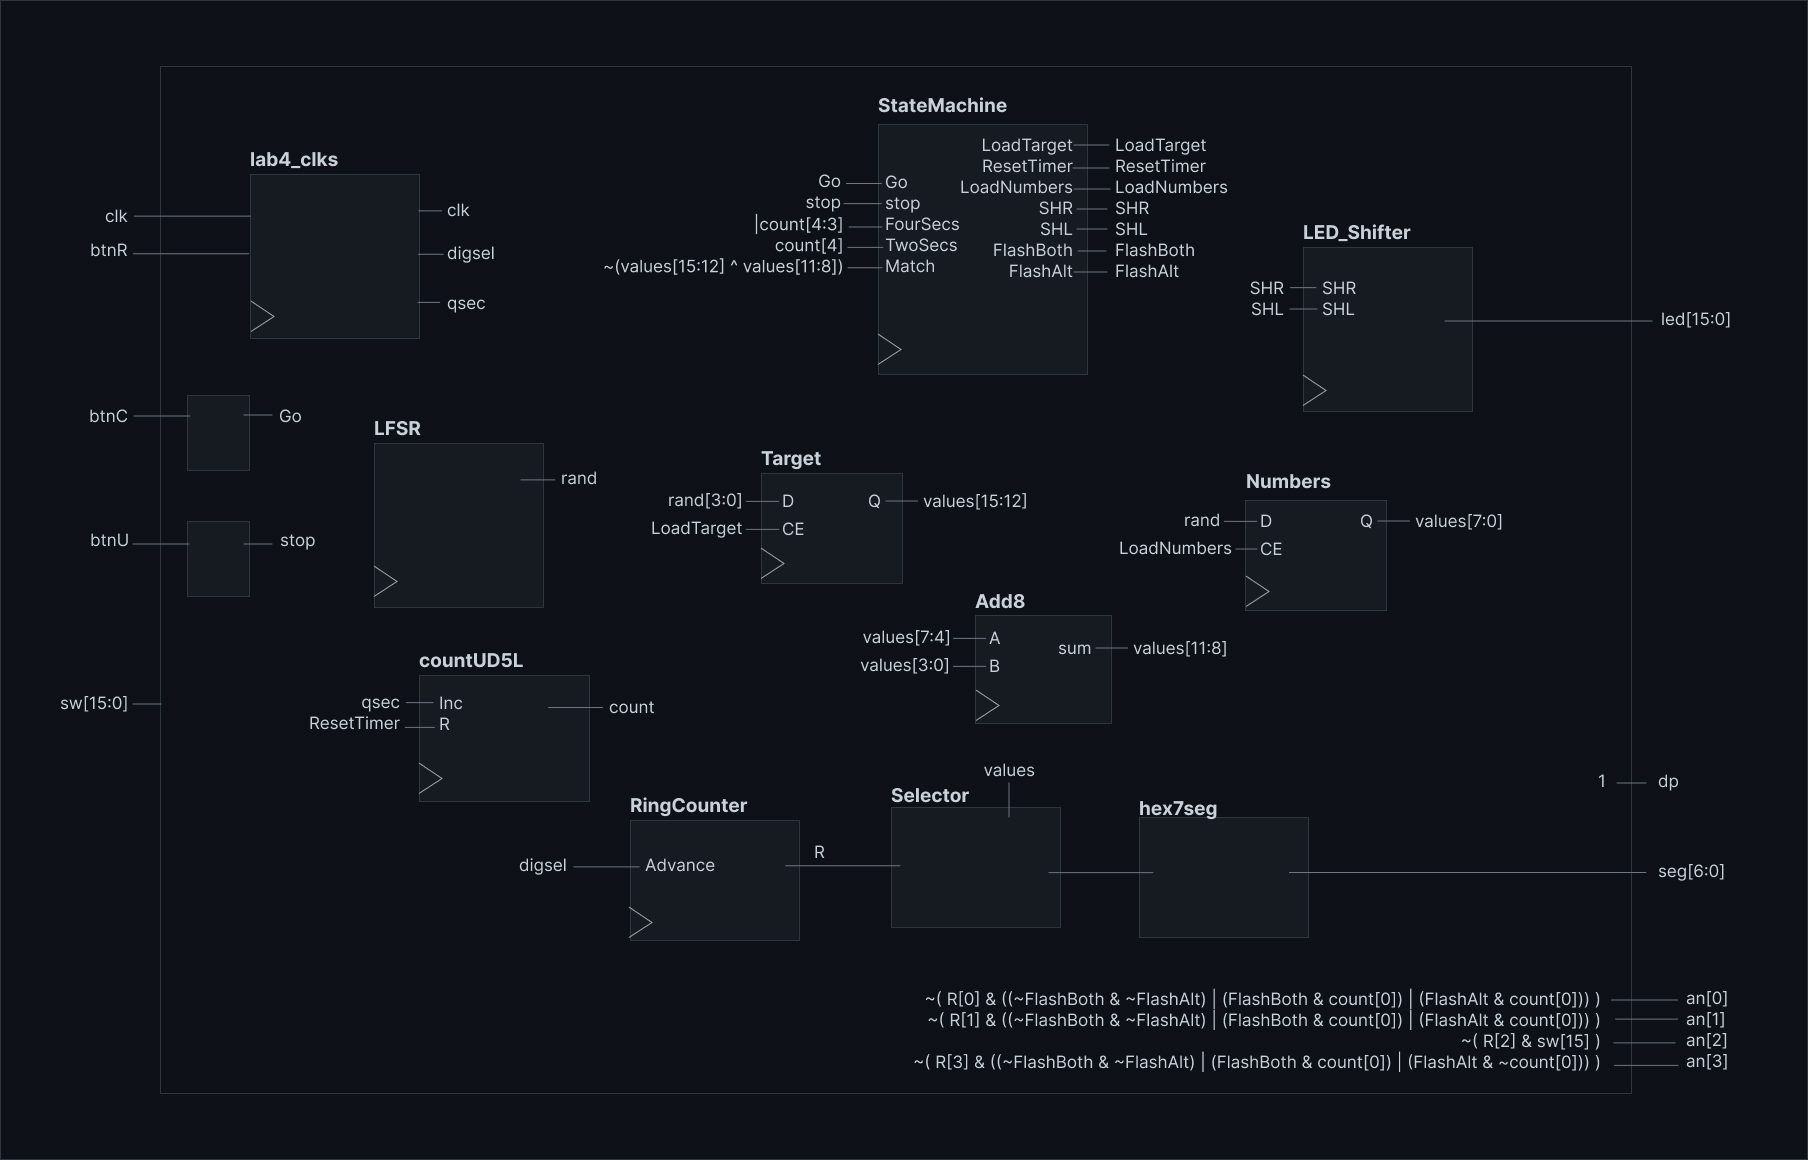 StateMachine
LoadTarget LoadTarget
ResetTimer ResetTimer
LoadNumbers LoadNumbers
SHR SHR
SHL SHL
FlashBoth FlashBoth
FlashAlt FlashAlt
Go Go
stop stop
|count[4:3] FourSecs
count[4] TwoSecs
~(values[15:12] ^ values[11:8]) Match
lab4_clks
clk clk
btnR digsel
qsec
LED_Shifter
SHR SHR
SHL SHL
led[15:0]
btnC Go
btnU stop
LFSR
rand
Target
rand[3:0] D Q values[15:12]
LoadTarget CE
Numbers
rand D Q values[7:0]
LoadNumbers CE
Add8
values[7:4] A sum values[11:8]
values[3:0] B
countUD5L
qsec Inc count
ResetTimer R
sw[15:0]
values
1 dp
RingCounter
digsel Advance R
Selector
hex7seg
seg[6:0]
~( R[0] & ((~FlashBoth & ~FlashAlt) | (FlashBoth & count[0]) | (FlashAlt & count[0])) ) an[0]
~( R[1] & ((~FlashBoth & ~FlashAlt) | (FlashBoth & count[0]) | (FlashAlt & count[0])) ) an[1]
~( R[2] & sw[15] ) an[2]
~( R[3] & ((~FlashBoth & ~FlashAlt) | (FlashBoth & count[0]) | (FlashAlt & ~count[0])) ) an[3]